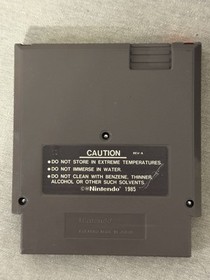 CAUTION REV-A
● DO NOT STORE IN EXTREME TEMPERATURES.
● DO NOT IMMERSE IN WATER.
● DO NOT CLEAN WITH BENZENE, THINNER,
ALCOHOL OR OTHER SUCH SOLVENTS.
© Nintendo® 1985